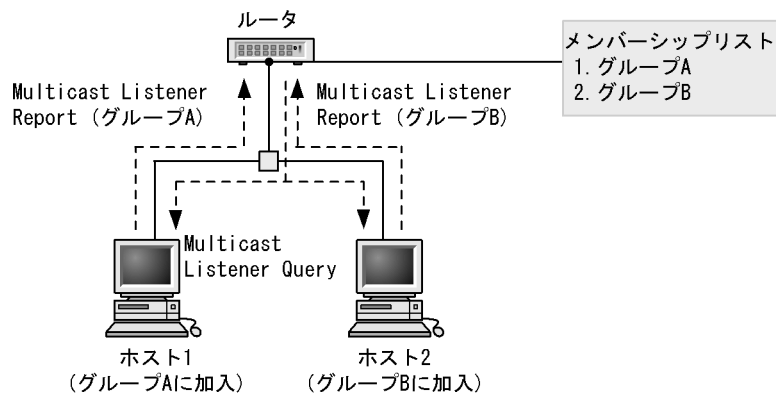 ルータ
メンバーシップリスト
1. グループA
2. グループB
Multicast Listener
Report（グループA）
Multicast Listener
Report（グループB）
Multicast
Listener Query
ホスト1
（グループAに加入）
ホスト2
（グループBに加入）